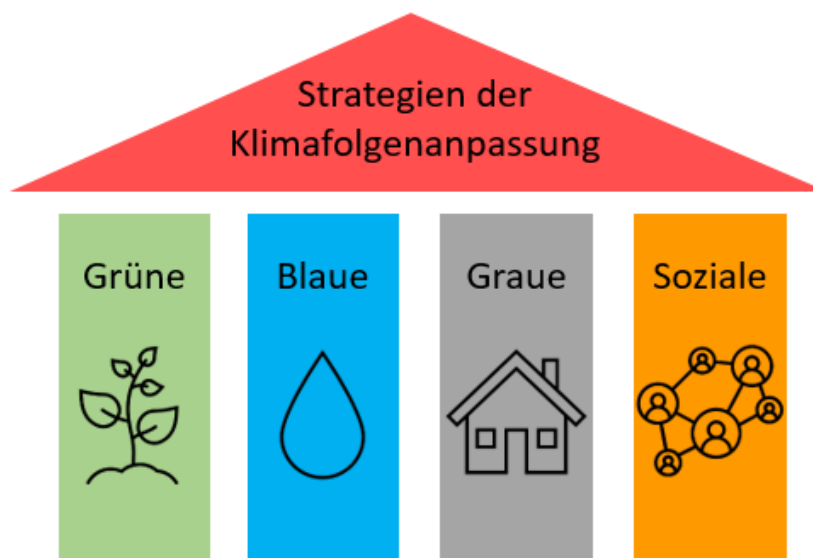 Strategien der
Klimafolgenanpassung
Grüne
Blaue
Graue
Soziale